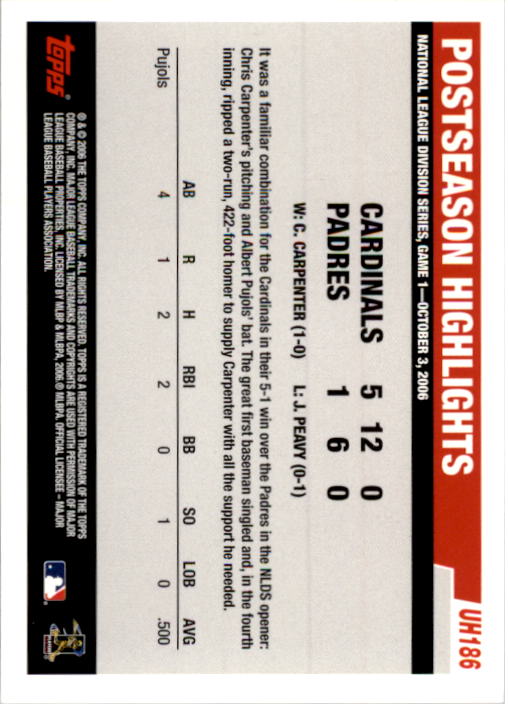 POSTSEASON HIGHLIGHTS
UH186
NATIONAL LEAGUE DIVISION SERIES, GAME 1—OCTOBER 3, 2006
CARDINALS 5 12 0
PADRES 1 6 0
W: C. CARPENTER (1-0) L: J. PEAVY (0-1)
It was a familiar combination for the Cardinals in their 5-1 win over the Padres in the NLDS opener:
Chris Carpenter's pitching and Albert Pujols' bat. The great first baseman singled and, in the fourth
inning, ripped a two-run, 422-foot homer to supply Carpenter with all the support he needed.
AB R H RBI BB SO LOB AVG
Pujols 4 1 2 2 0 1 0 .500
topps®
® & © 2006 THE TOPPS COMPANY, INC. ALL RIGHTS RESERVED. TOPPS IS A REGISTERED TRADEMARK OF THE TOPPS
COMPANY, INC. MAJOR LEAGUE BASEBALL TRADEMARKS AND COPYRIGHTS ARE USED WITH PERMISSION OF MAJOR
LEAGUE BASEBALL PROPERTIES, INC. LICENSED BY MLBP & MLBPA, 2006 © MLBPA. OFFICIAL LICENSEE – MAJOR
LEAGUE BASEBALL PLAYERS ASSOCIATION.